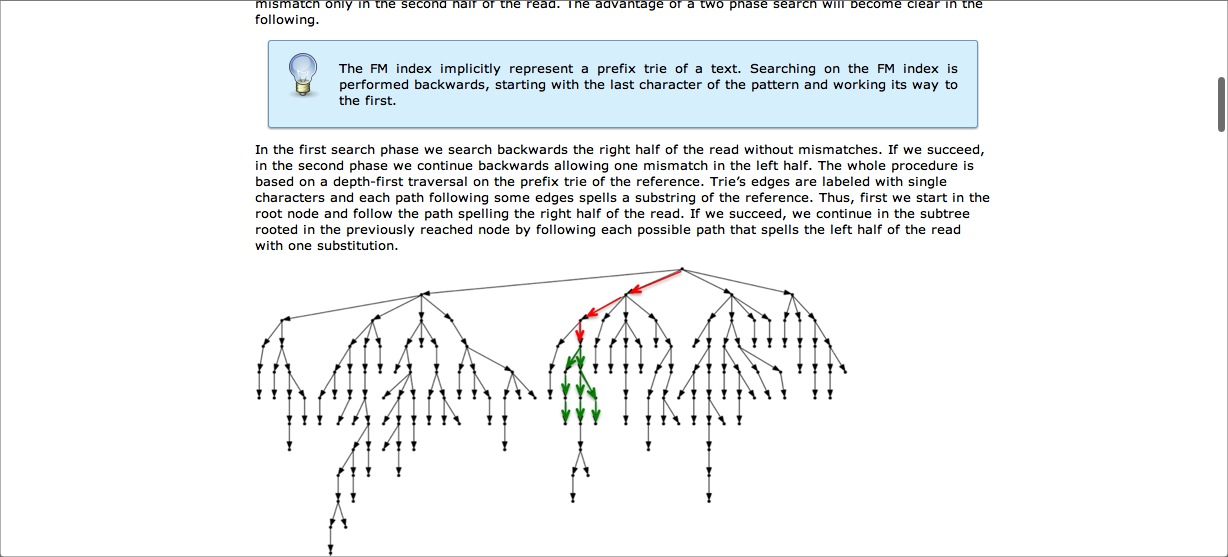 mismatch only in the second half of the read. The advantage of a two phase search will become clear in the
following.
The FM index implicitly represent a prefix trie of a text. Searching on the FM index is
performed backwards, starting with the last character of the pattern and working its way to
the first.
In the first search phase we search backwards the right half of the read without mismatches. If we succeed,
in the second phase we continue backwards allowing one mismatch in the left half. The whole procedure is
based on a depth-first traversal on the prefix trie of the reference. Trie’s edges are labeled with single
characters and each path following some edges spells a substring of the reference. Thus, first we start in the
root node and follow the path spelling the right half of the read. If we succeed, we continue in the subtree
rooted in the previously reached node by following each possible path that spells the left half of the read
with one substitution.